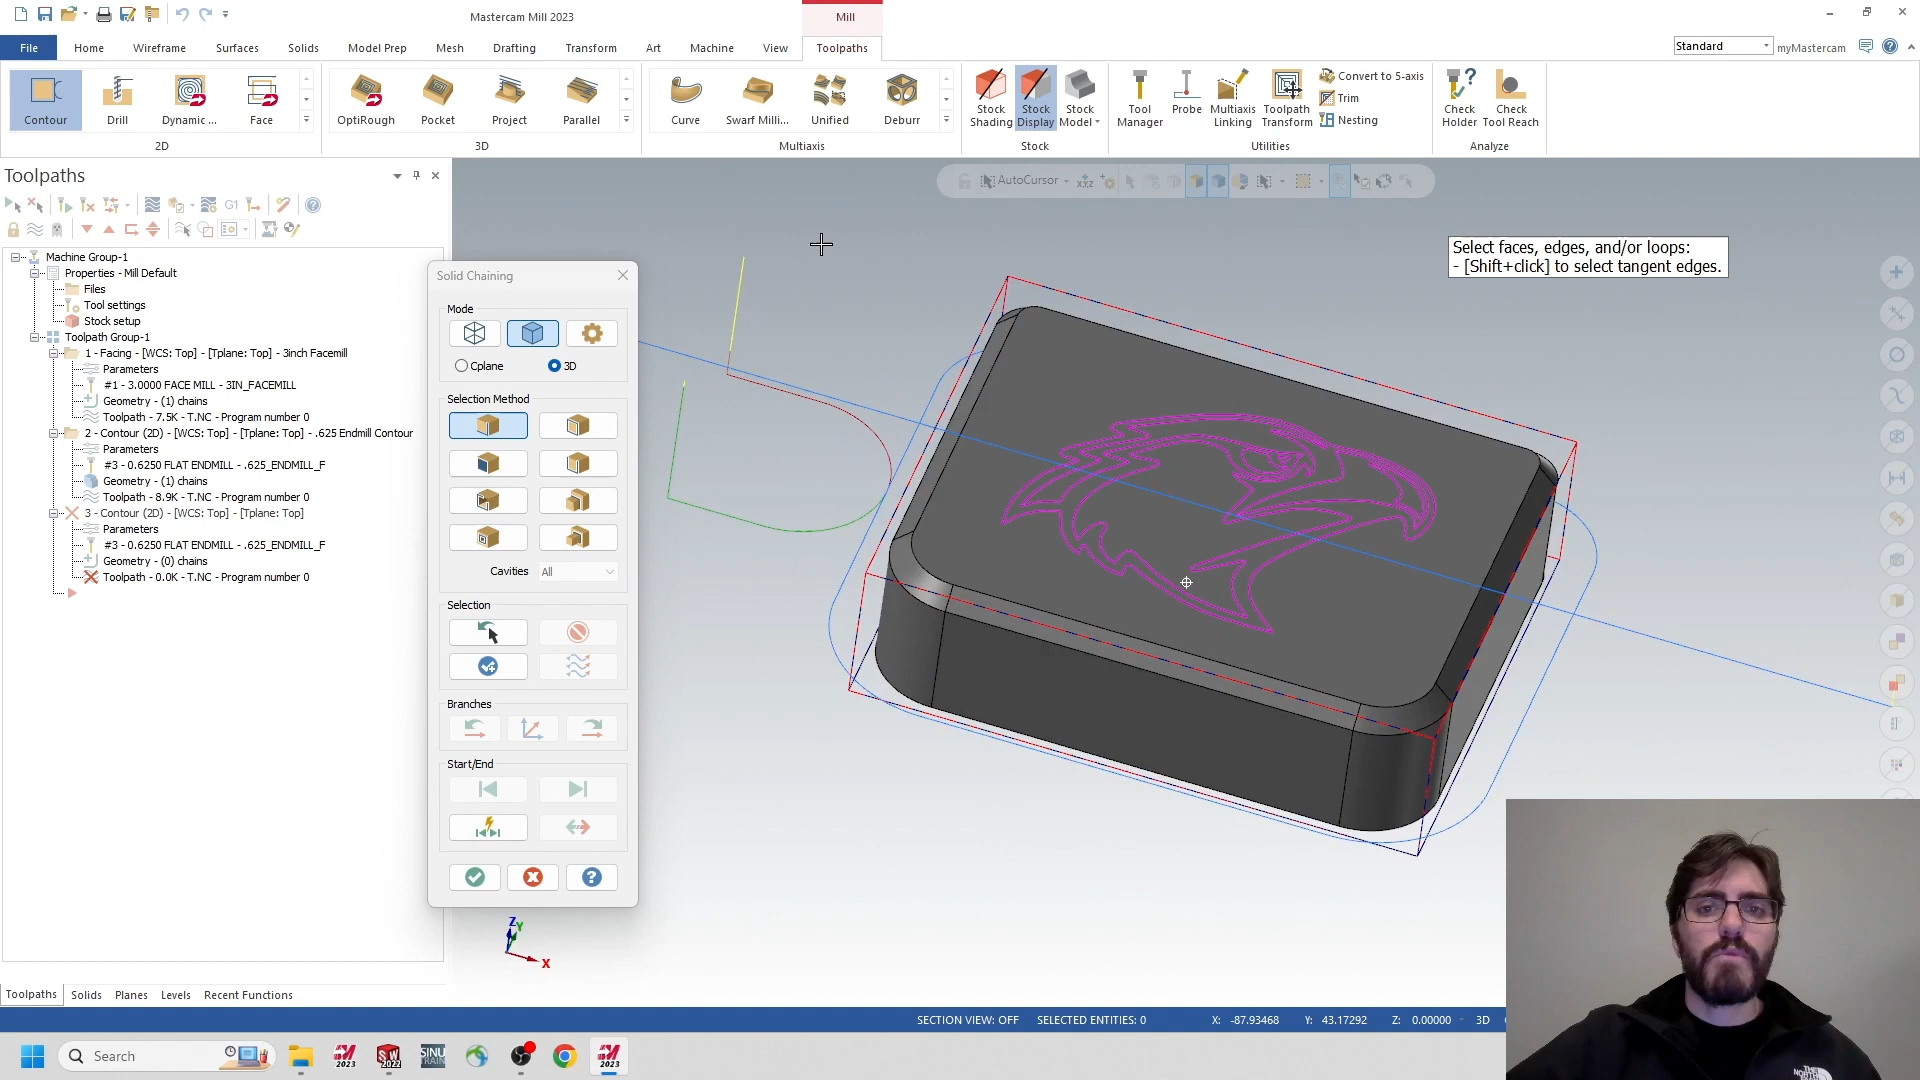 Mastercam Mill 2023
Mill
File
Home
Wireframe
Surfaces
Solids
Model Prep
Mesh
Drafting
Transform
Art
Machine
View
Toolpaths
Standard
myMastercam
Contour
Drill
Dynamic ...
Face
2D
OptiRough
Pocket
Project
Parallel
3D
Curve
Swarf Milli...
Unified
Deburr
Multiaxis
Stock Shading
Stock Display
Stock Model
Stock
Tool Manager
Probe
Multiaxis Linking
Toolpath Transform
Convert to 5-axis
Trim
Nesting
Utilities
Check Holder
Check Tool Reach
Analyze
Toolpaths
G1
AutoCursor
Machine Group-1
Properties - Mill Default
Files
Tool settings
Stock setup
Toolpath Group-1
1 - Facing - [WCS: Top] - [Tplane: Top] - 3inch Facemill
Parameters
#1 - 3.0000 FACE MILL - 3IN_FACEMILL
Geometry - (1) chains
Toolpath - 7.5K - T.NC - Program number 0
2 - Contour (2D) - [WCS: Top] - [Tplane: Top] - .625 Endmill Contour
Parameters
#3 - 0.6250 FLAT ENDMILL - .625_ENDMILL_F
Geometry - (1) chains
Toolpath - 8.9K - T.NC - Program number 0
3 - Contour (2D) - [WCS: Top] - [Tplane: Top]
Parameters
#3 - 0.6250 FLAT ENDMILL - .625_ENDMILL_F
Geometry - (0) chains
Toolpath - 0.0K - T.NC - Program number 0
Solid Chaining
Mode
Cplane
3D
Selection Method
Cavities
All
Selection
Branches
Start/End
Select faces, edges, and/or loops:
- [Shift+click] to select tangent edges.
Z
Y
X
Toolpaths
Solids
Planes
Levels
Recent Functions
SECTION VIEW: OFF
SELECTED ENTITIES: 0
X: -87.93468
Y: 43.17292
Z: 0.00000
3D
Search
2023
SW
2022
SINU
TRAIN
2023
THE
NORTH